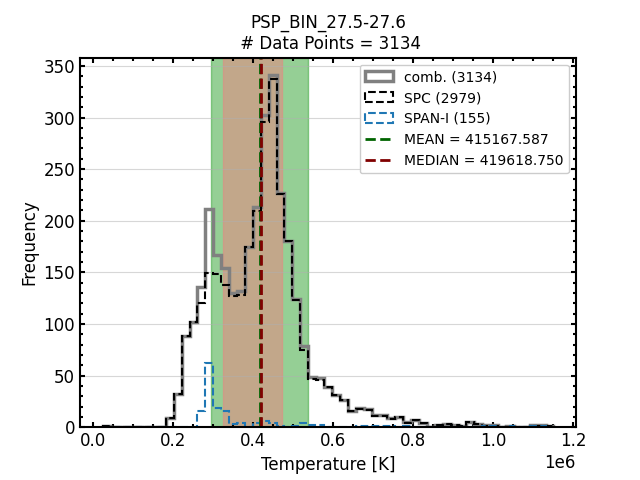 PSP_BIN_27.5-27.6
# Data Points = 3134
comb. (3134)
SPC (2979)
SPAN-I (155)
MEAN = 415167.587
MEDIAN = 419618.750
Frequency
350
300
250
200
150
100
50
0
0.0 0.2 0.4 0.6 0.8 1.0 1.2
1e6
Temperature [K]